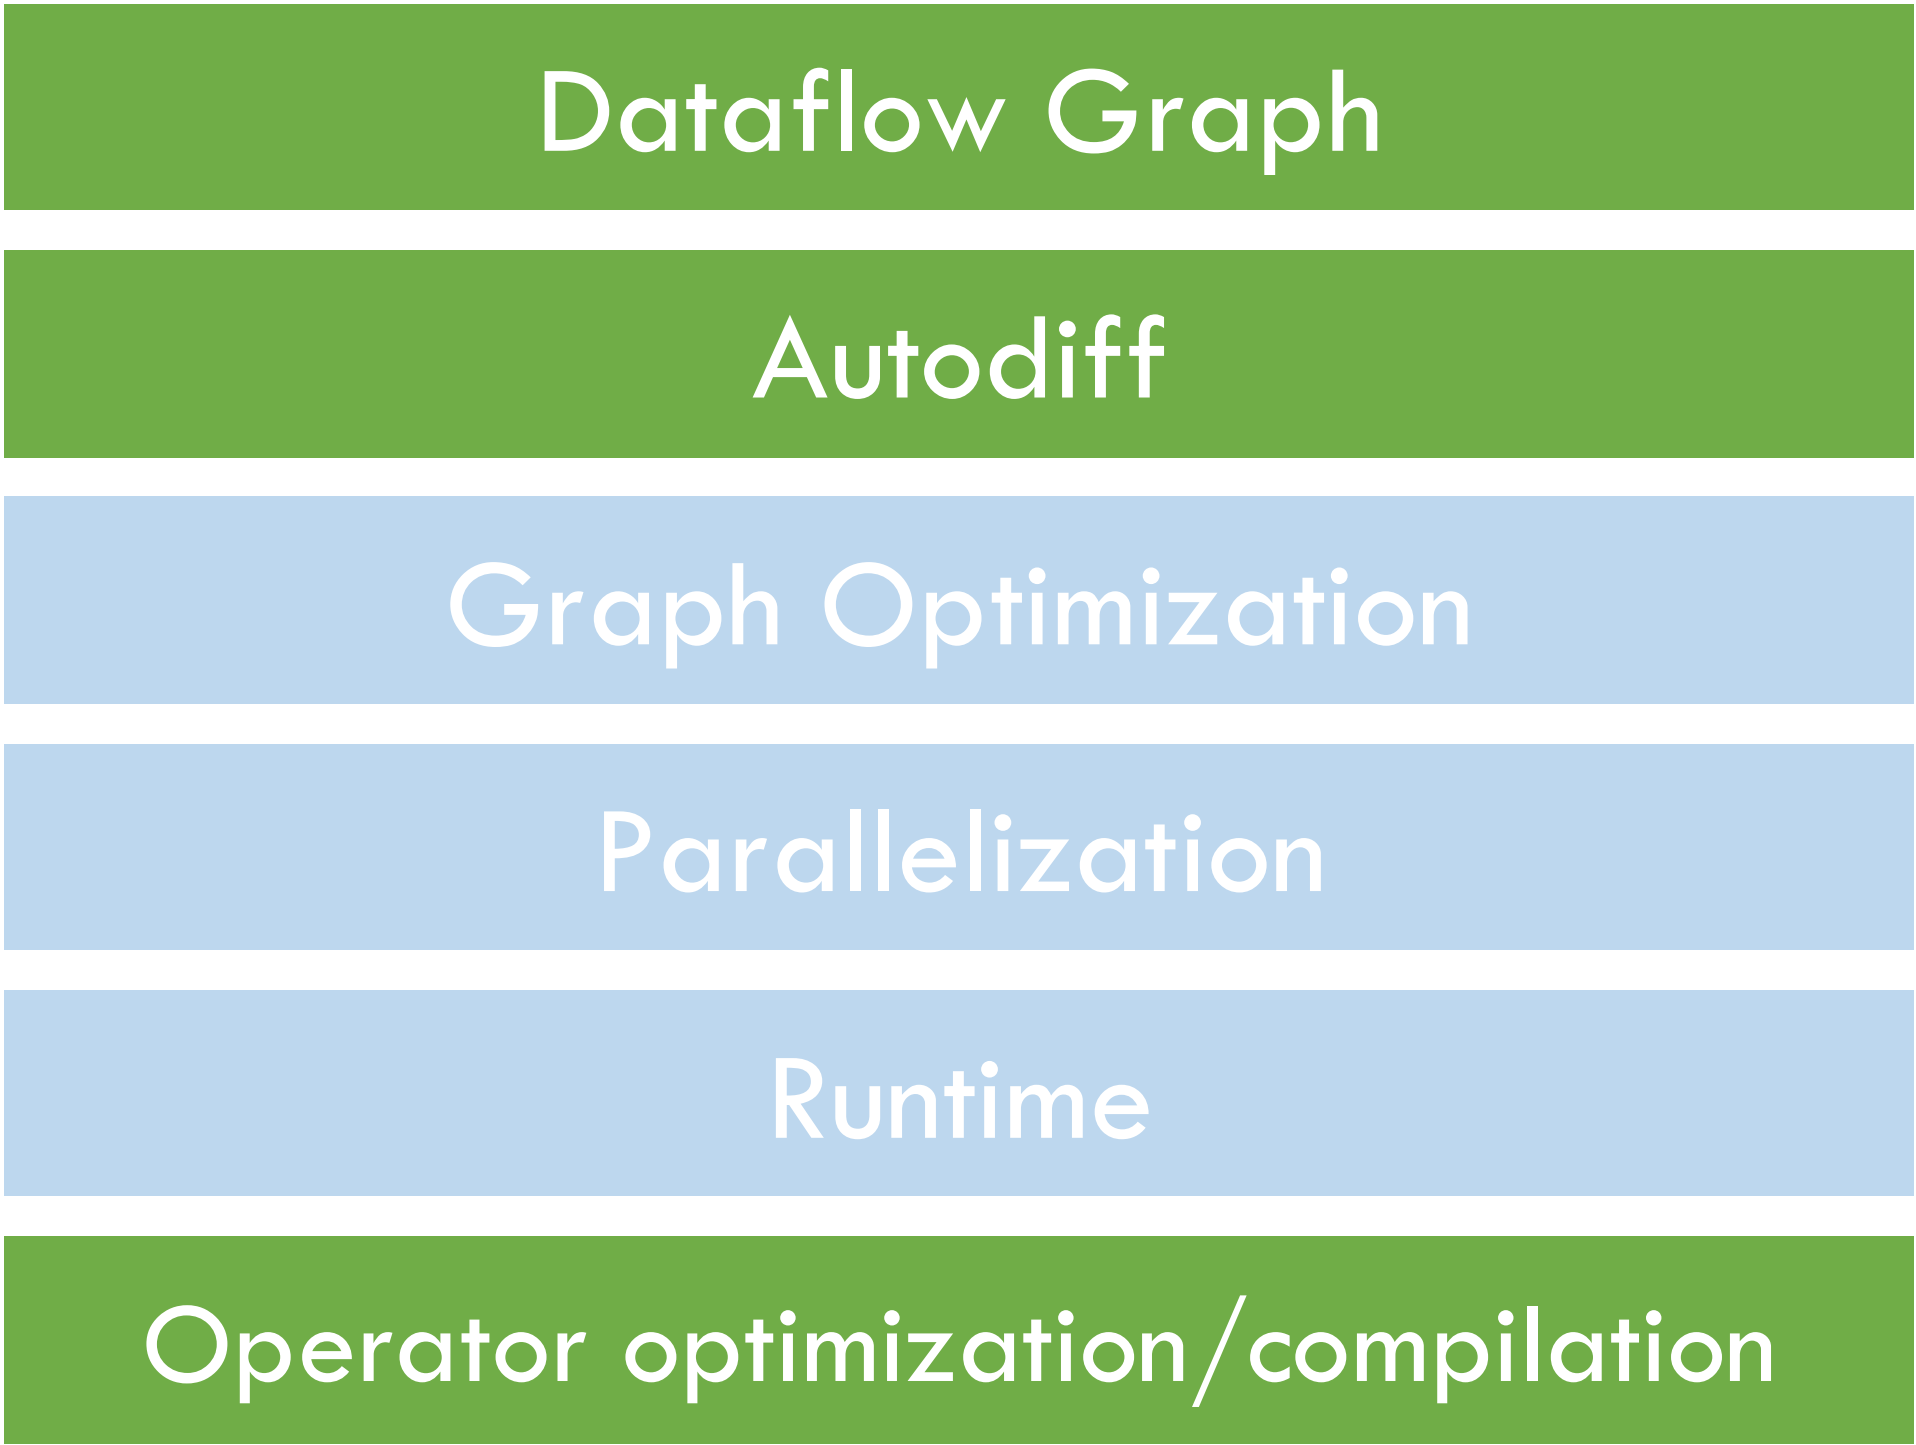 Dataflow Graph
Autodiff
Graph Optimization
Parallelization
Runtime
Operator optimization/compilation